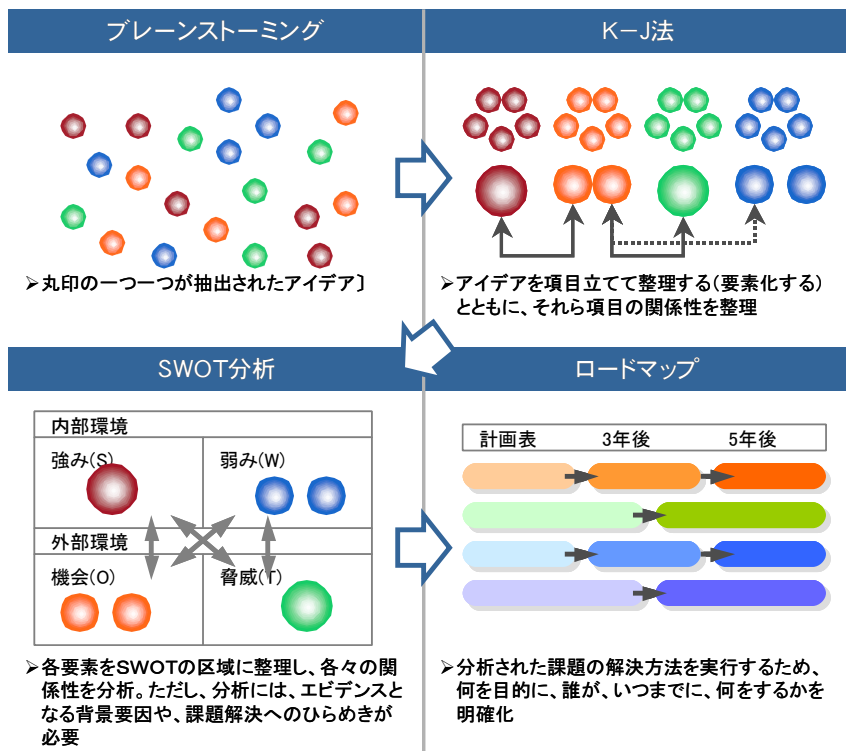 ブレーンストーミング
K－J法
➢丸印の一つ一つが抽出されたアイデア〕
➢アイデアを項目立てて整理する(要素化する)
とともに、それら項目の関係性を整理
SWOT分析
内部環境
強み(S)
弱み(W)
外部環境
機会(O)
脅威(T)
➢各要素をSWOTの区域に整理し、各々の関
係性を分析。ただし、分析には、エビデンスと
なる背景要因や、課題解決へのひらめきが
必要
ロードマップ
計画表
3年後
5年後
➢分析された課題の解決方法を実行するため、
何を目的に、誰が、いつまでに、何をするかを
明確化